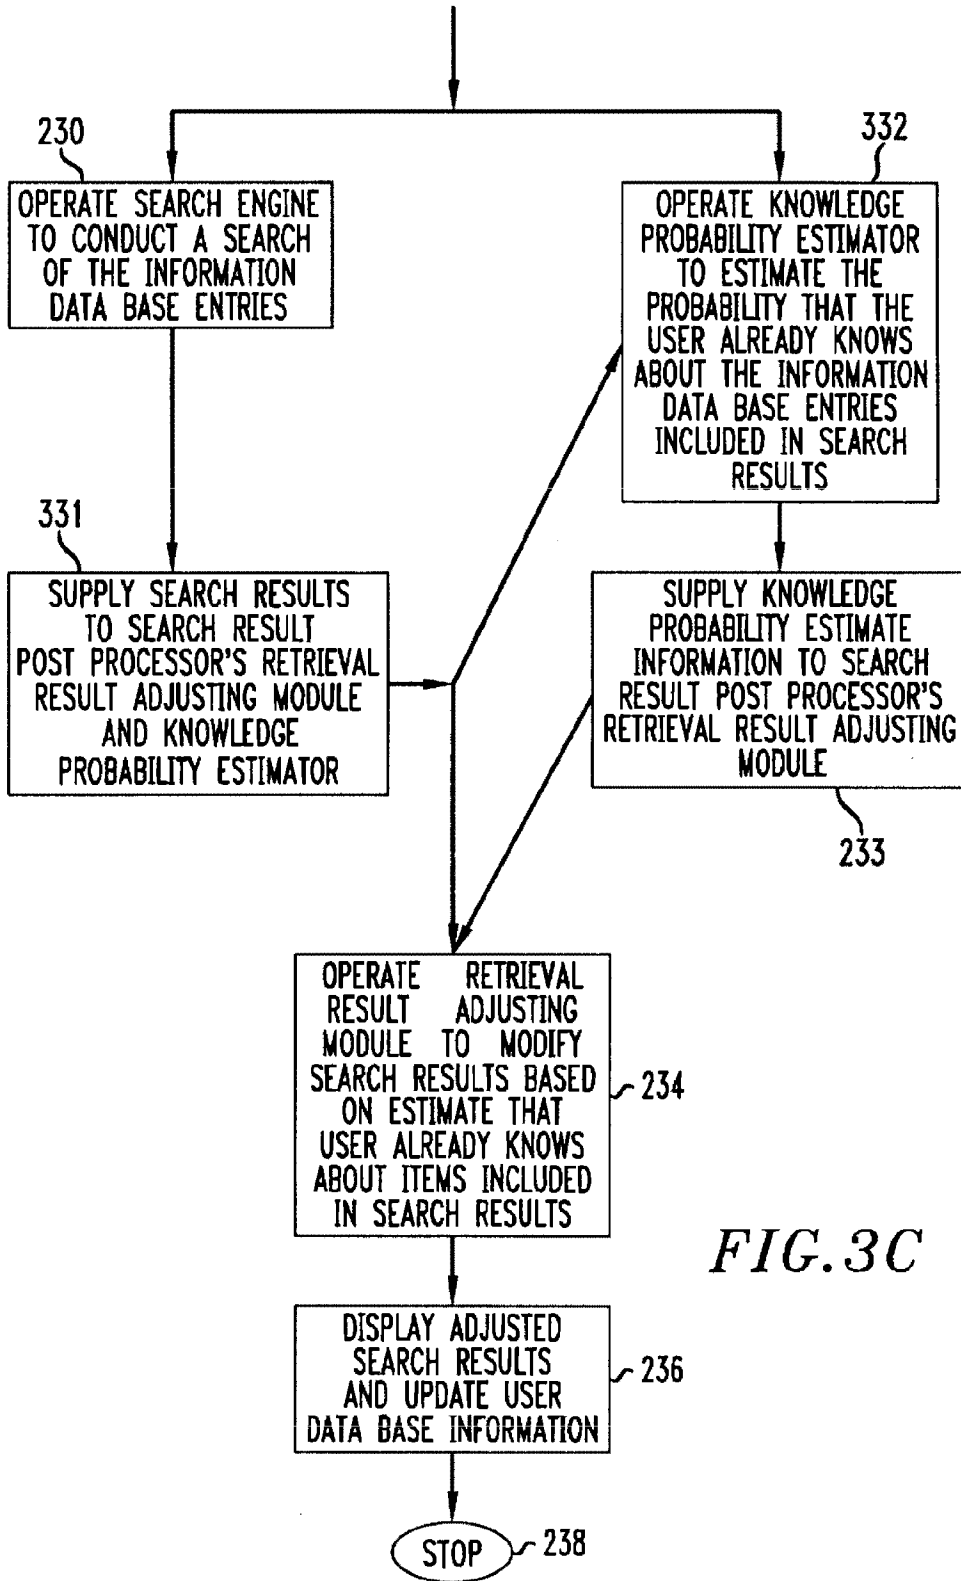 230
OPERATE SEARCH ENGINE
TO CONDUCT A SEARCH
OF THE INFORMATION
DATA BASE ENTRIES
332
OPERATE KNOWLEDGE
PROBABILITY ESTIMATOR
TO ESTIMATE THE
PROBABILITY THAT THE
USER ALREADY KNOWS
ABOUT THE INFORMATION
DATA BASE ENTRIES
INCLUDED IN SEARCH
RESULTS
331
SUPPLY SEARCH RESULTS
TO SEARCH RESULT
POST PROCESSOR'S RETRIEVAL
RESULT ADJUSTING MODULE
AND KNOWLEDGE
PROBABILITY ESTIMATOR
SUPPLY KNOWLEDGE
PROBABILITY ESTIMATE
INFORMATION TO SEARCH
RESULT POST PROCESSOR'S
RETRIEVAL RESULT ADJUSTING
MODULE
233
OPERATE RETRIEVAL
RESULT ADJUSTING
MODULE TO MODIFY
SEARCH RESULTS BASED
ON ESTIMATE THAT
USER ALREADY KNOWS
ABOUT ITEMS INCLUDED
IN SEARCH RESULTS
234
FIG. 3C
DISPLAY ADJUSTED
SEARCH RESULTS
AND UPDATE USER
DATA BASE INFORMATION
236
STOP
238